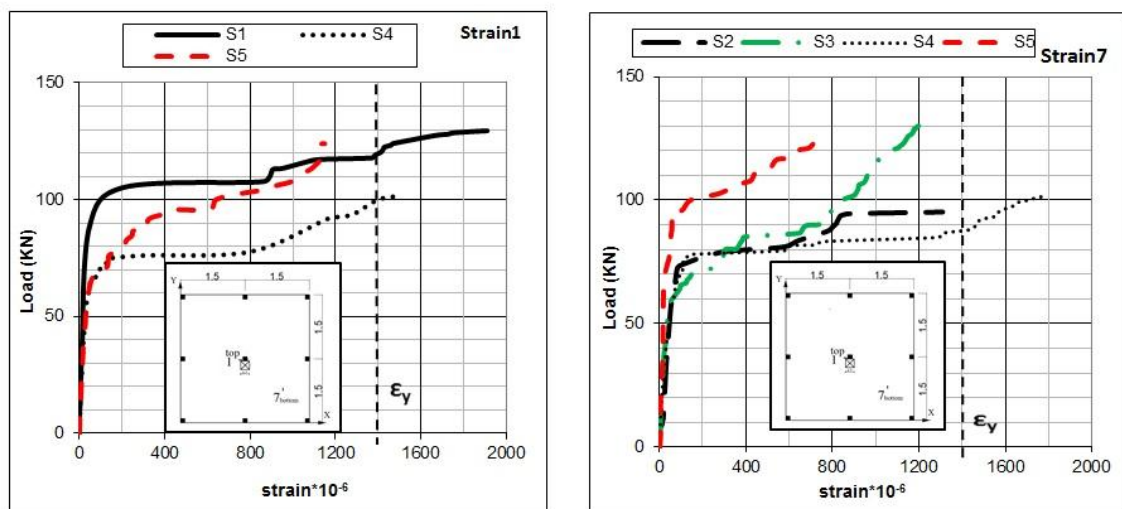 S1 S4 Strain1
S5
150
100
50
0
Load (KN)
0 400 800 1200 1600 2000
strain*10-6
εy
1.5 1.5
Y
1.5
1.5
top
1
7'
bottom
X
S2 S3 S4 S5 Strain7
150
100
50
0
Load (KN)
0 400 800 1200 1600 2000
strain*10-6
εy
1.5 1.5
Y
1.5
1.5
top
1
7'
bottom
X